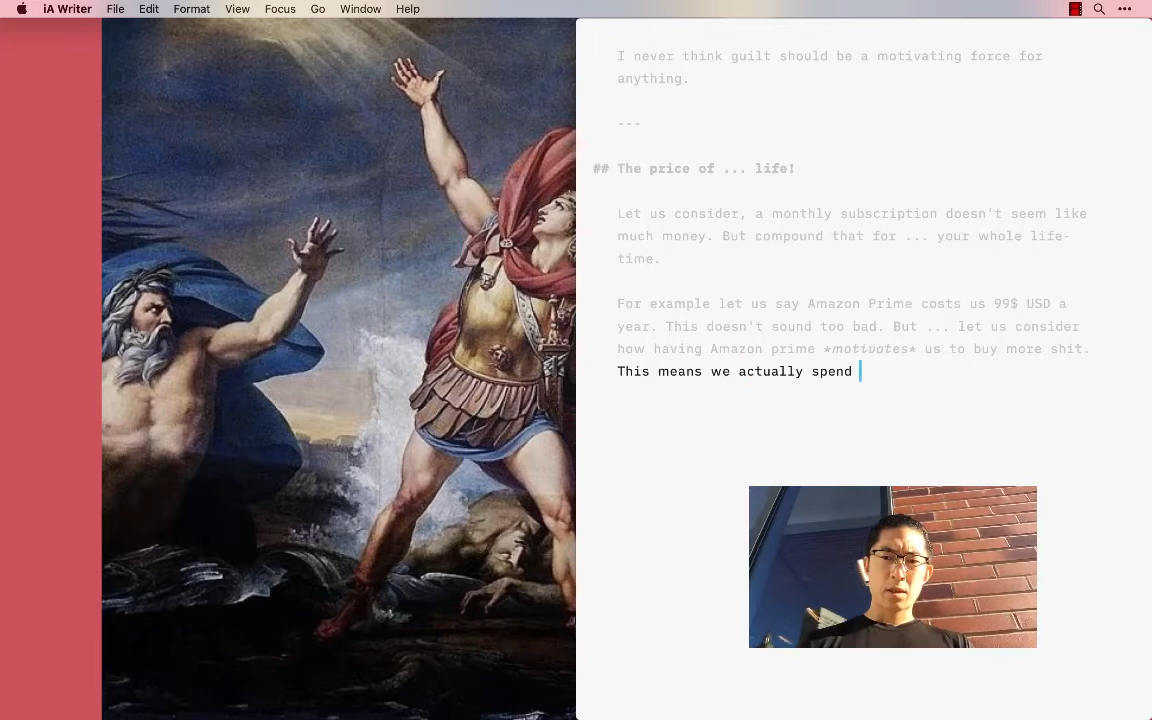 iA Writer File Edit Format View Focus Go Window Help
I never think guilt should be a motivating force for
anything.
---
## The price of ... life!
Let us consider, a monthly subscription doesn't seem like
much money. But compound that for ... your whole life-
time.
For example let us say Amazon Prime costs us 99$ USD a
year. This doesn't sound too bad. But ... let us consider
how having Amazon prime *motivates* us to buy more shit.
This means we actually spend